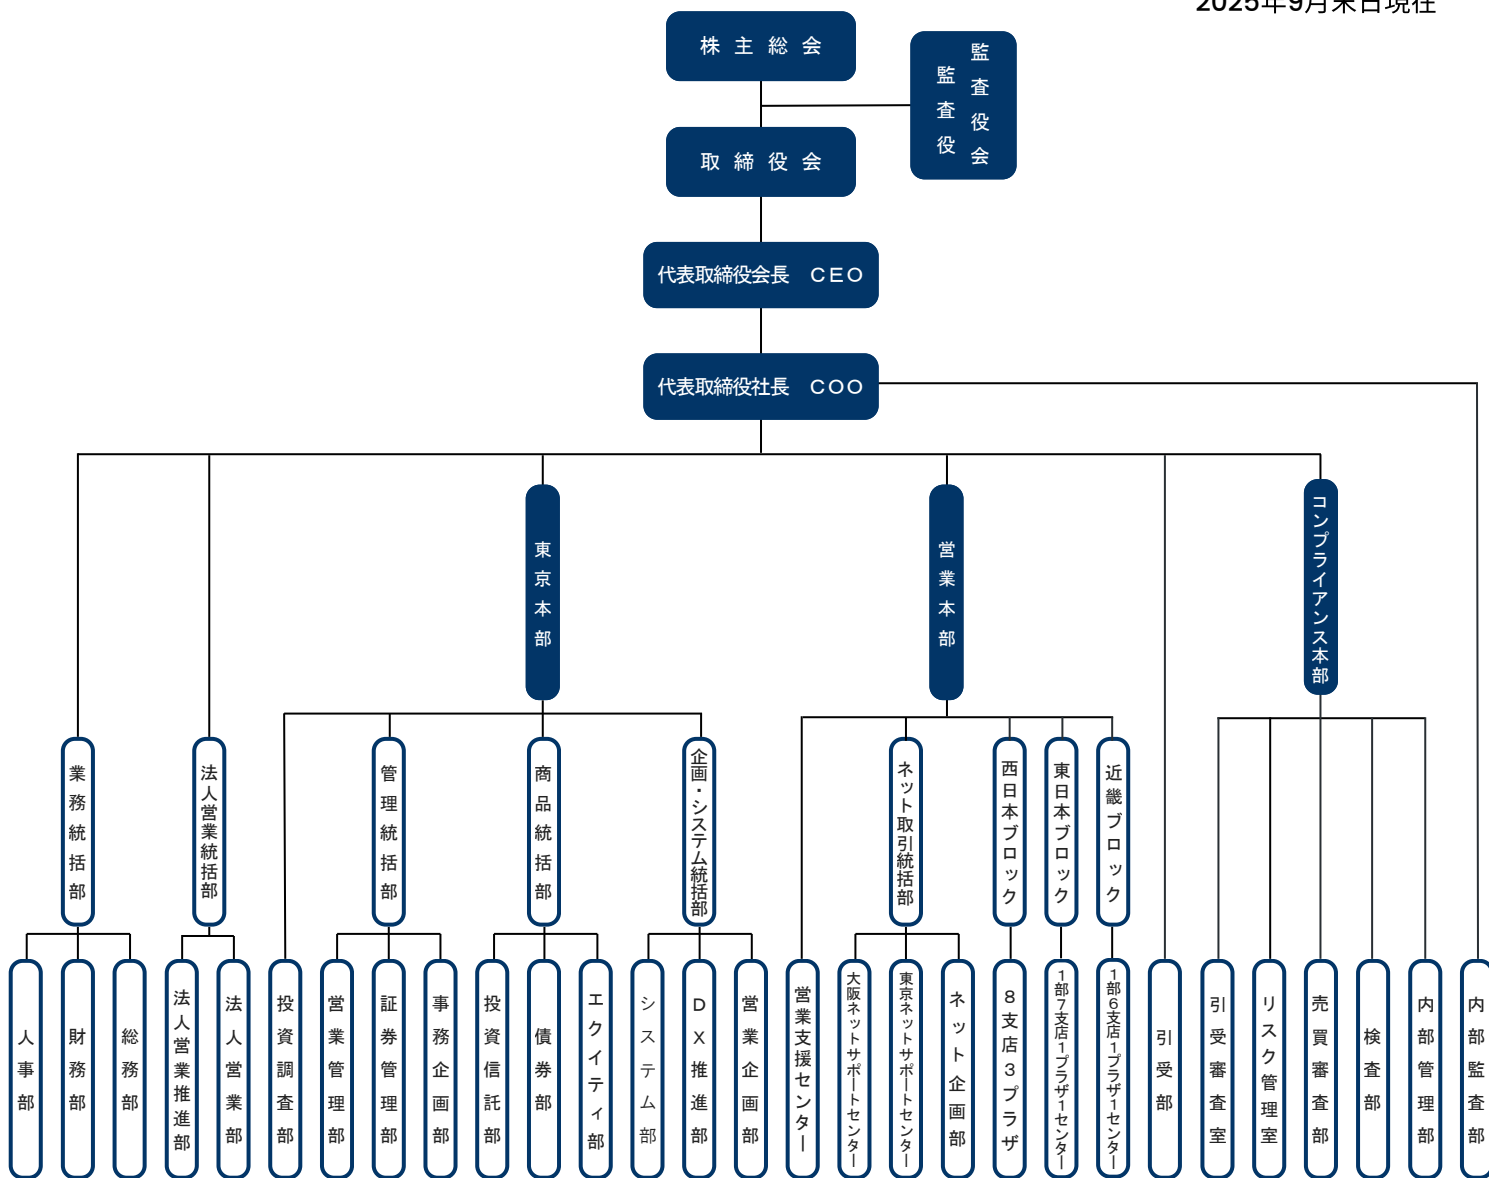 2025年9月末日現在
株主総会
監査役会
監査役
取締役会
代表取締役会長 CEO
代表取締役社長 COO
東京本部
営業本部
コンプライアンス本部
業務統括部
法人営業統括部
管理統括部
商品統括部
企画・システム統括部
ネット取引統括部
西日本ブロック
東日本ブロック
近畿ブロック
人事部
財務部
総務部
法人営業推進部
法人営業部
投資調査部
営業管理部
証券管理部
事務企画部
投資信託部
債券部
エクイティ部
システム部
DX推進部
営業企画部
営業支援センター
大阪ネットサポートセンター
東京ネットサポートセンター
ネット企画部
8支店3プラザ
1部7支店1プラザ1センター
1部6支店1プラザ1センター
引受部
引受審査室
リスク管理室
売買審査部
検査部
内部管理部
内部監査部